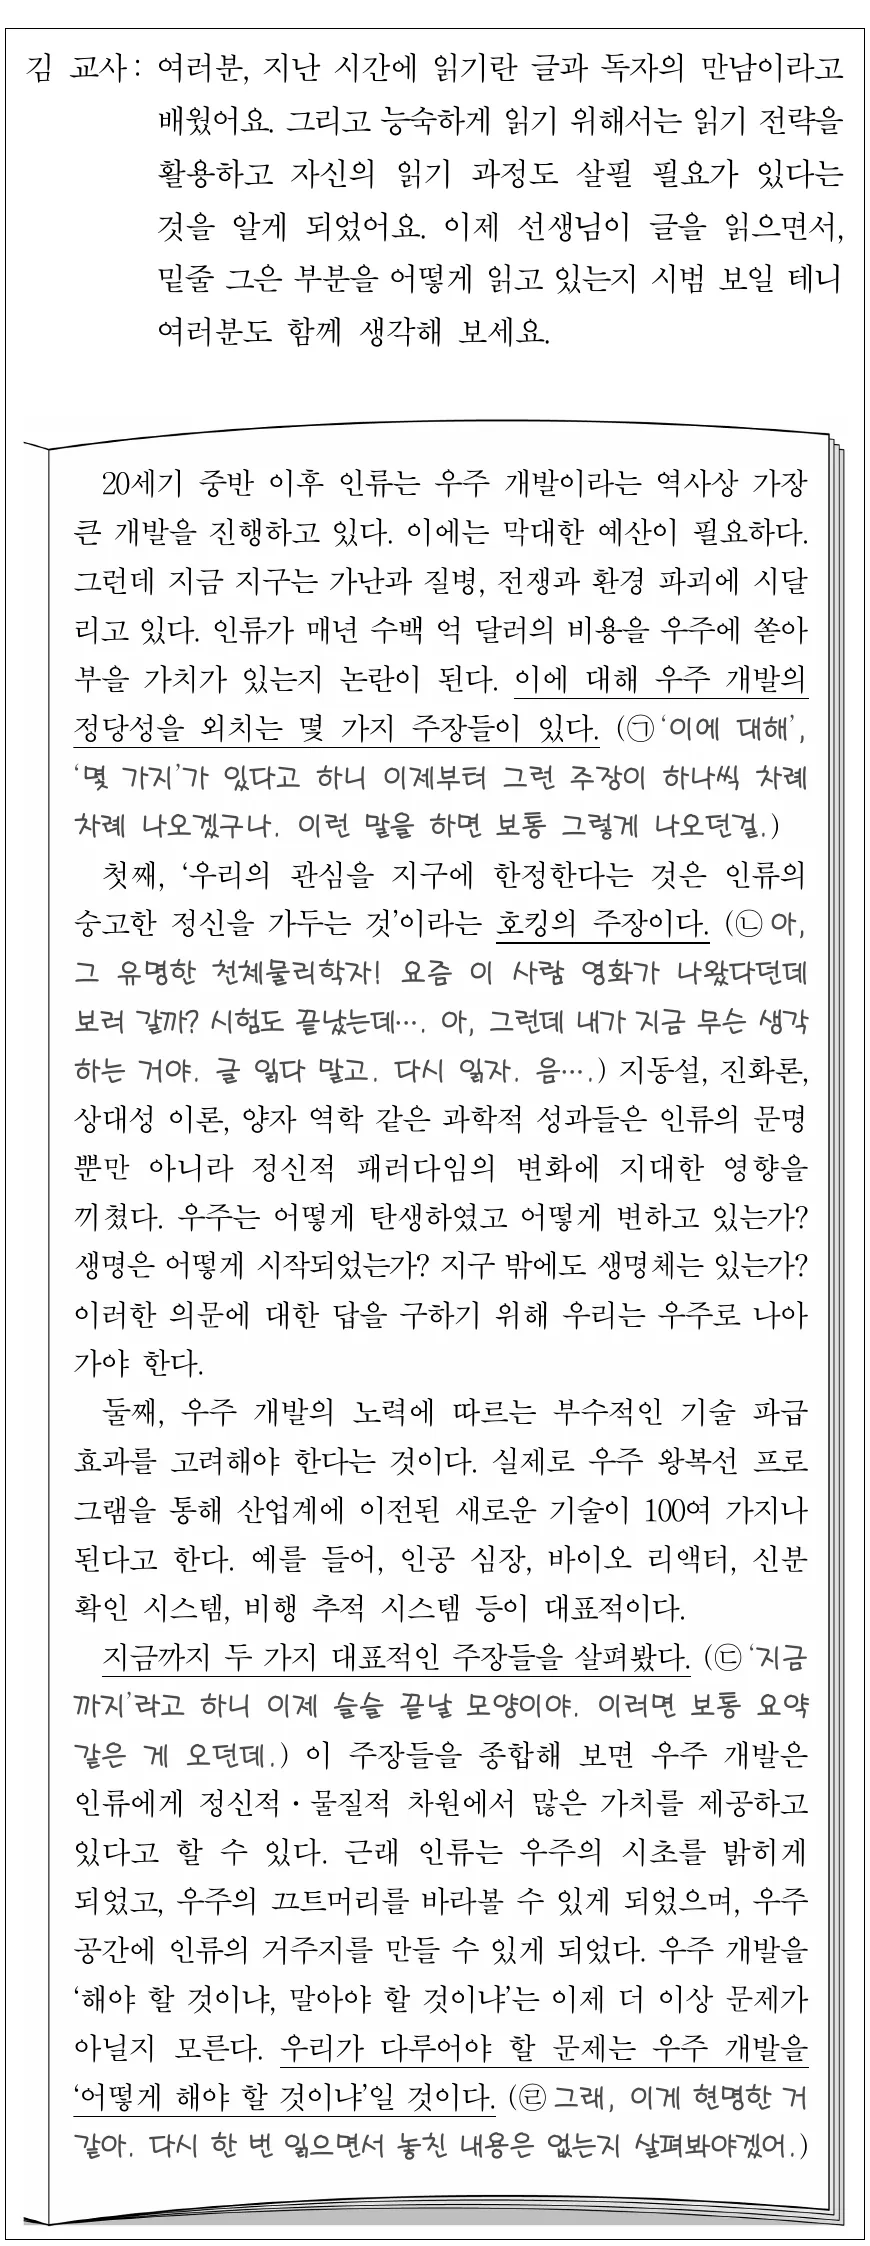 김 교사: 여러분, 지난 시간에 읽기란 글과 독자의 만남이라고
배웠어요. 그리고 능숙하게 읽기 위해서는 읽기 전략을
활용하고 자신의 읽기 과정도 살필 필요가 있다는
것을 알게 되었어요. 이제 선생님이 글을 읽으면서,
밑줄 그은 부분을 어떻게 읽고 있는지 시범 보일 테니
여러분도 함께 생각해 보세요.
20세기 중반 이후 인류는 우주 개발이라는 역사상 가장
큰 개발을 진행하고 있다. 이에는 막대한 예산이 필요하다.
그런데 지금 지구는 가난과 질병, 전쟁과 환경 파괴에 시달
리고 있다. 인류가 매년 수백 억 달러의 비용을 우주에 쏟아
부을 가치가 있는지 논란이 된다. 이에 대해 우주 개발의
정당성을 외치는 몇 가지 주장들이 있다. (㉠ ‘이에 대해’,
‘몇 가지’가 있다고 하니 이제부터 그런 주장이 하나씩 차례
차례 나오겠구나. 이런 말을 하면 보통 그렇게 나오던걸.)
첫째, ‘우리의 관심을 지구에 한정한다는 것은 인류의
숭고한 정신을 가두는 것’이라는 호킹의 주장이다. (㉡ 아,
그 유명한 천체물리학자! 요즘 이 사람 영화가 나왔다던데
보러 갈까? 시험도 끝났는데…. 아, 그런데 내가 지금 무슨 생각
하는 거야. 글 읽다 말고. 다시 읽자. 음….) 지동설, 진화론,
상대성 이론, 양자 역학 같은 과학적 성과들은 인류의 문명
뿐만 아니라 정신적 패러다임의 변화에 지대한 영향을
끼쳤다. 우주는 어떻게 탄생하였고 어떻게 변하고 있는가?
생명은 어떻게 시작되었는가? 지구 밖에도 생명체는 있는가?
이러한 의문에 대한 답을 구하기 위해 우리는 우주로 나아
가야 한다.
둘째, 우주 개발의 노력에 따르는 부수적인 기술 파급
효과를 고려해야 한다는 것이다. 실제로 우주 왕복선 프로
그램을 통해 산업계에 이전된 새로운 기술이 100여 가지나
된다고 한다. 예를 들어, 인공 심장, 바이오 리액터, 신분
확인 시스템, 비행 추적 시스템 등이 대표적이다.
지금까지 두 가지 대표적인 주장들을 살펴봤다. (㉢ ‘지금
까지’라고 하니 이제 슬슬 끝날 모양이야. 이러면 보통 요약
같은 게 오던데.) 이 주장들을 종합해 보면 우주 개발은
인류에게 정신적·물질적 차원에서 많은 가치를 제공하고
있다고 할 수 있다. 근래 인류는 우주의 시초를 밝히게
되었고, 우주의 끄트머리를 바라볼 수 있게 되었으며, 우주
공간에 인류의 거주지를 만들 수 있게 되었다. 우주 개발을
‘해야 할 것이냐, 말아야 할 것이냐’는 이제 더 이상 문제가
아닐지 모른다. 우리가 다루어야 할 문제는 우주 개발을
‘어떻게 해야 할 것이냐’일 것이다. (㉣ 그래, 이게 현명한 거
같아. 다시 한 번 읽으면서 놓친 내용은 없는지 살펴봐야겠어.)